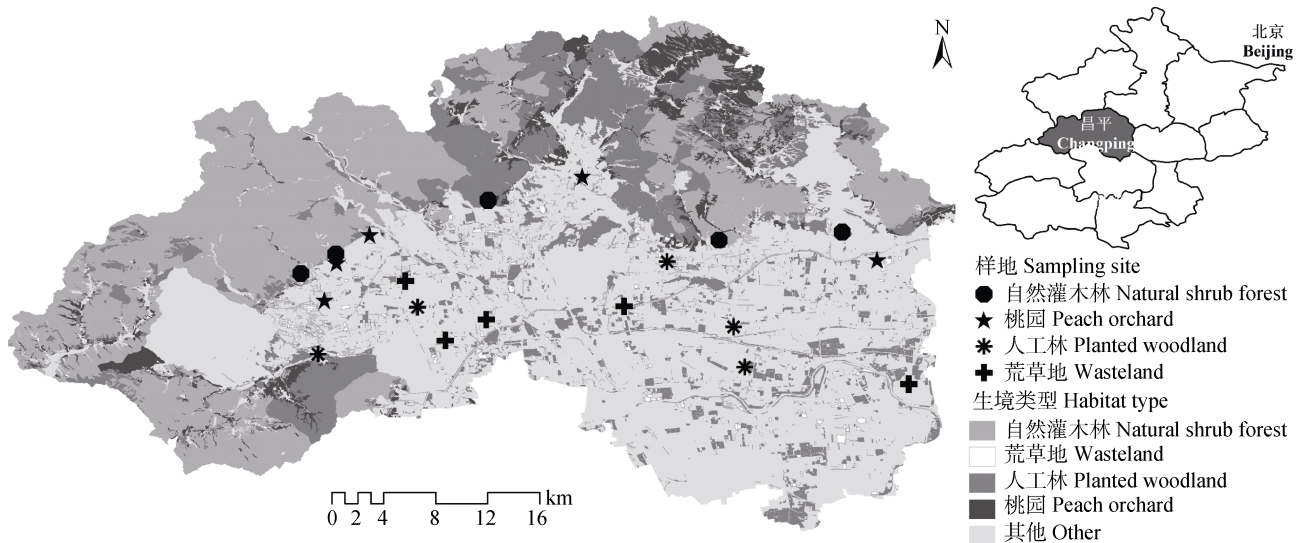 N
北京
Beijing
昌平
Changping
样地 Sampling site
自然灌木林 Natural shrub forest
桃园 Peach orchard
人工林 Planted woodland
荒草地 Wasteland
生境类型 Habitat type
自然灌木林 Natural shrub forest
荒草地 Wasteland
人工林 Planted woodland
桃园 Peach orchard
其他 Other
km
0 2 4 8 12 16